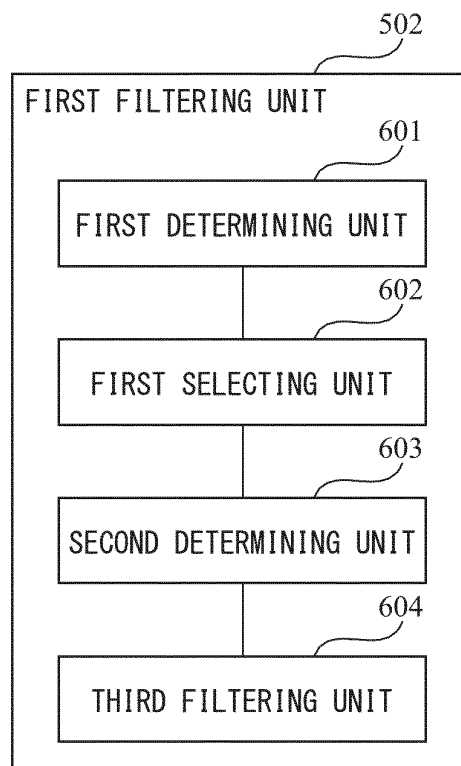 502
FIRST FILTERING UNIT
601
FIRST DETERMINING UNIT
602
FIRST SELECTING UNIT
603
SECOND DETERMINING UNIT
604
THIRD FILTERING UNIT